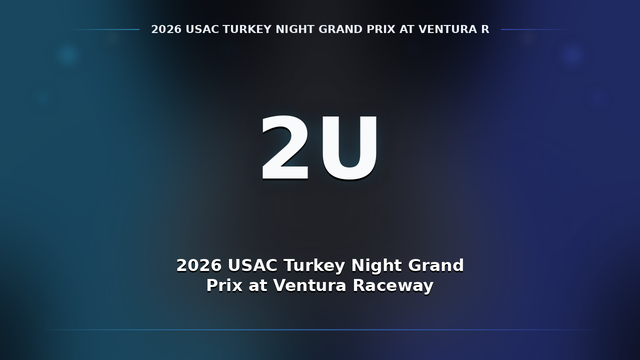 2026 USAC TURKEY NIGHT GRAND PRIX AT VENTURA R
2U
2026 USAC Turkey Night Grand
Prix at Ventura Raceway